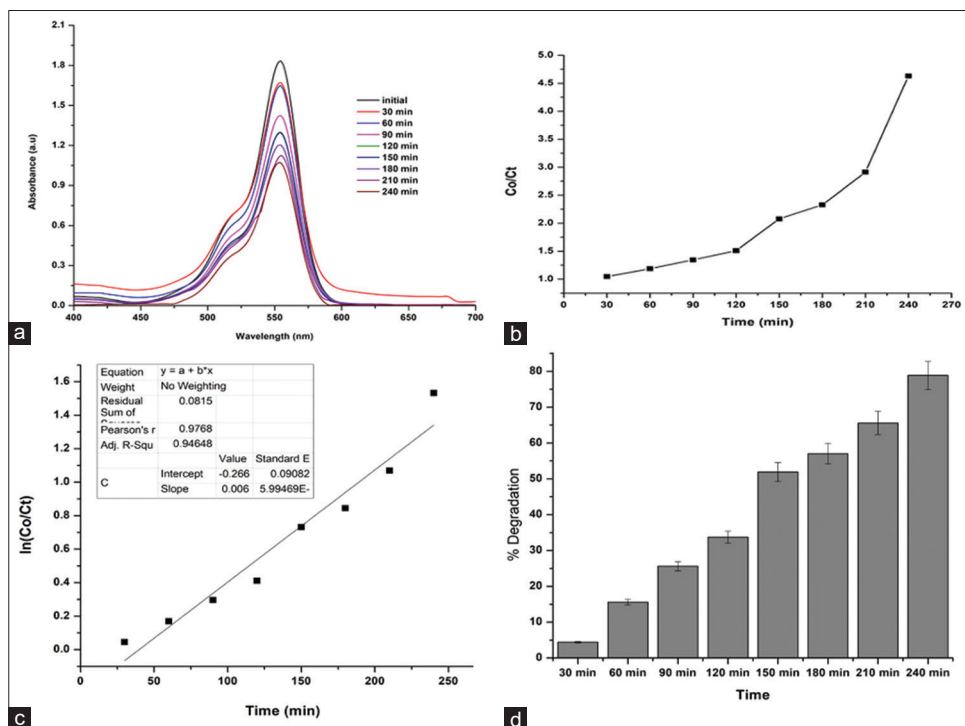 2.1
1.8
1.5
1.2
0.9
0.6
0.3
0.0
Absorbance (a.u)
400 450 500 550 600 650 700
Wavelength (nm)
initial
30 min
60 min
90 min
120 min
150 min
180 min
210 min
240 min
a
5.0
4.5
4.0
3.5
3.0
2.5
2.0
1.5
1.0
Co/Ct
0 30 60 90 120 150 180 210 240 270
Time (min)
b
1.6
1.4
1.2
1.0
0.8
0.6
0.4
0.2
0.0
ln(Co/Ct)
Equation y = a + b*x
Weight No Weighting
Residual 0.0815
Sum of
Pearson's r 0.9768
Adj. R-Squ 0.94648
Value Standard E
C
Intercept -0.266 0.09082
Slope 0.006 5.99469E-
0 50 100 150 200 250
Time (min)
c
80
70
60
50
40
30
20
10
0
% Degradation
30 min 60 min 90 min 120 min 150 min 180 min 210 min 240 min
Time
d